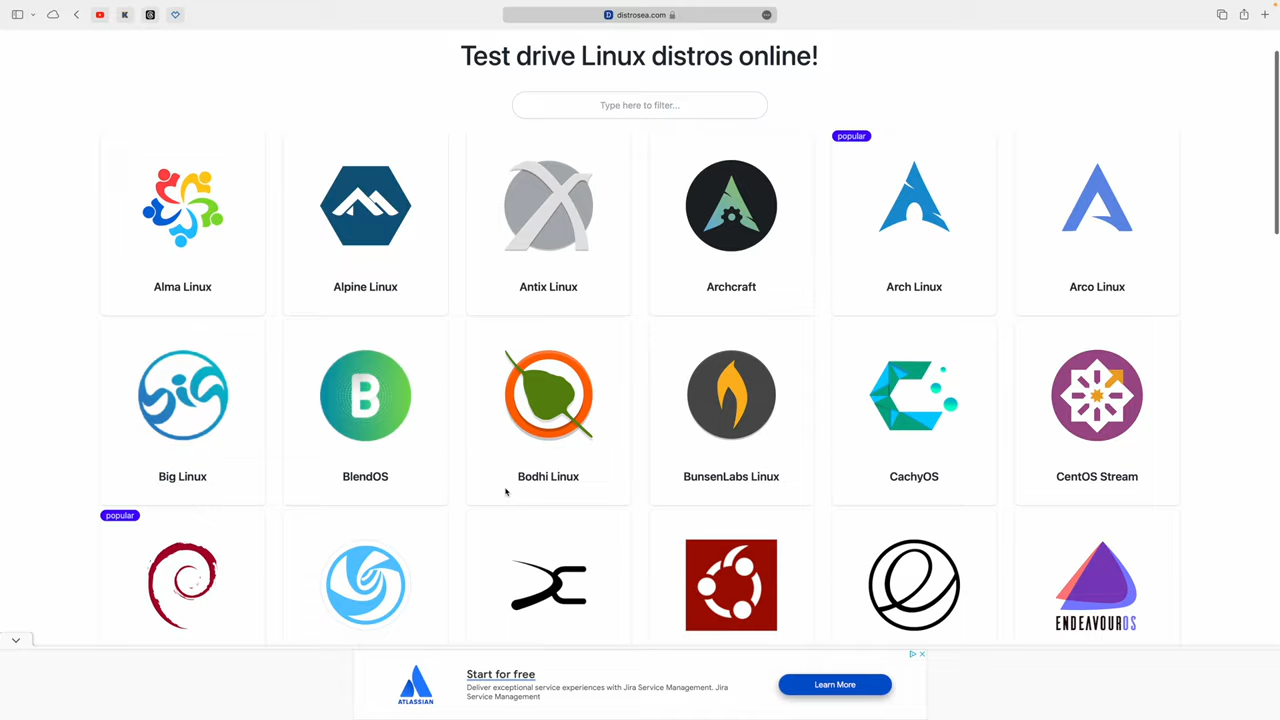 K
D distrosea.com
Test drive Linux distros online!
Type here to filter...
popular
Alma Linux
Alpine Linux
Antix Linux
Archcraft
Arch Linux
Arco Linux
BIG
B
Big Linux
BlendOS
Bodhi Linux
BunsenLabs Linux
CachyOS
CentOS Stream
popular
ENDEAVOUROS
ATLASSIAN
Start for free
Deliver exceptional service experiences with Jira Service Management. Jira
Service Management
Learn More